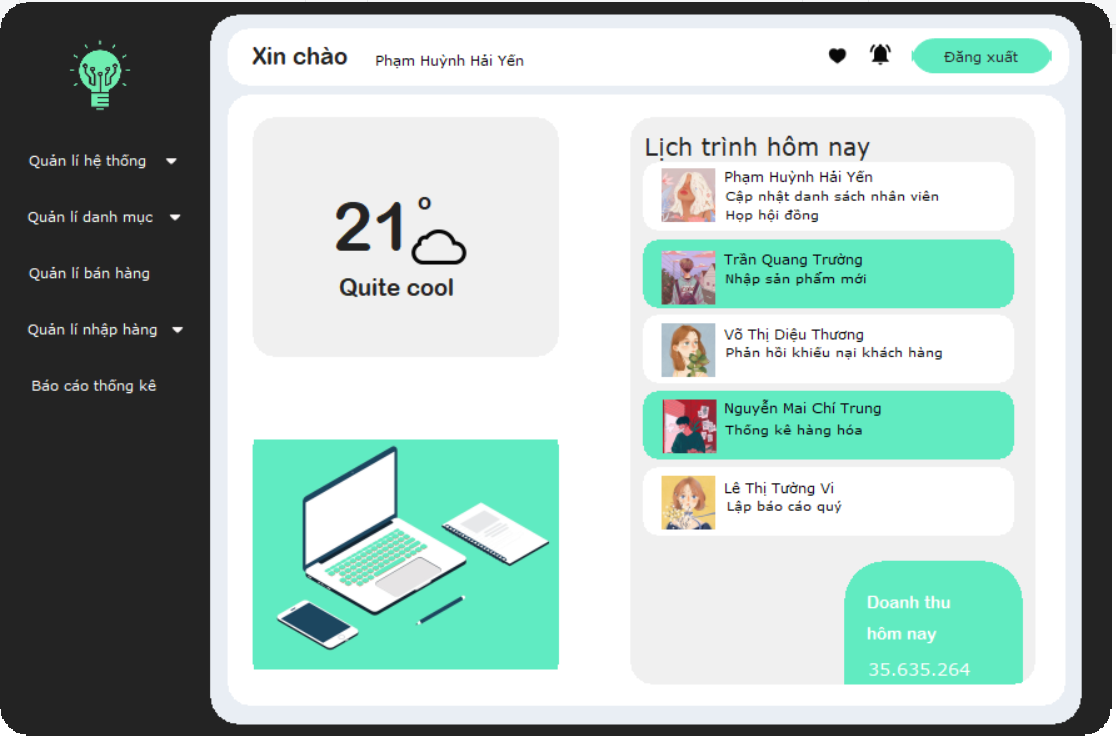 Xin chào
Phạm Huỳnh Hải Yến
Đăng xuất
Quản lí hệ thống
Quản lí danh mục
Quản lí bán hàng
Quản lí nhập hàng
Báo cáo thống kê
21°
Quite cool
Lịch trình hôm nay
Phạm Huỳnh Hải Yến
Cập nhật danh sách nhân viên
Họp hội đồng
Trần Quang Trường
Nhập sản phẩm mới
Võ Thị Diệu Thương
Phản hồi khiếu nại khách hàng
Nguyễn Mai Chí Trung
Thống kê hàng hóa
Lê Thị Tường Vi
Lập báo cáo quý
Doanh thu
hôm nay
35.635.264